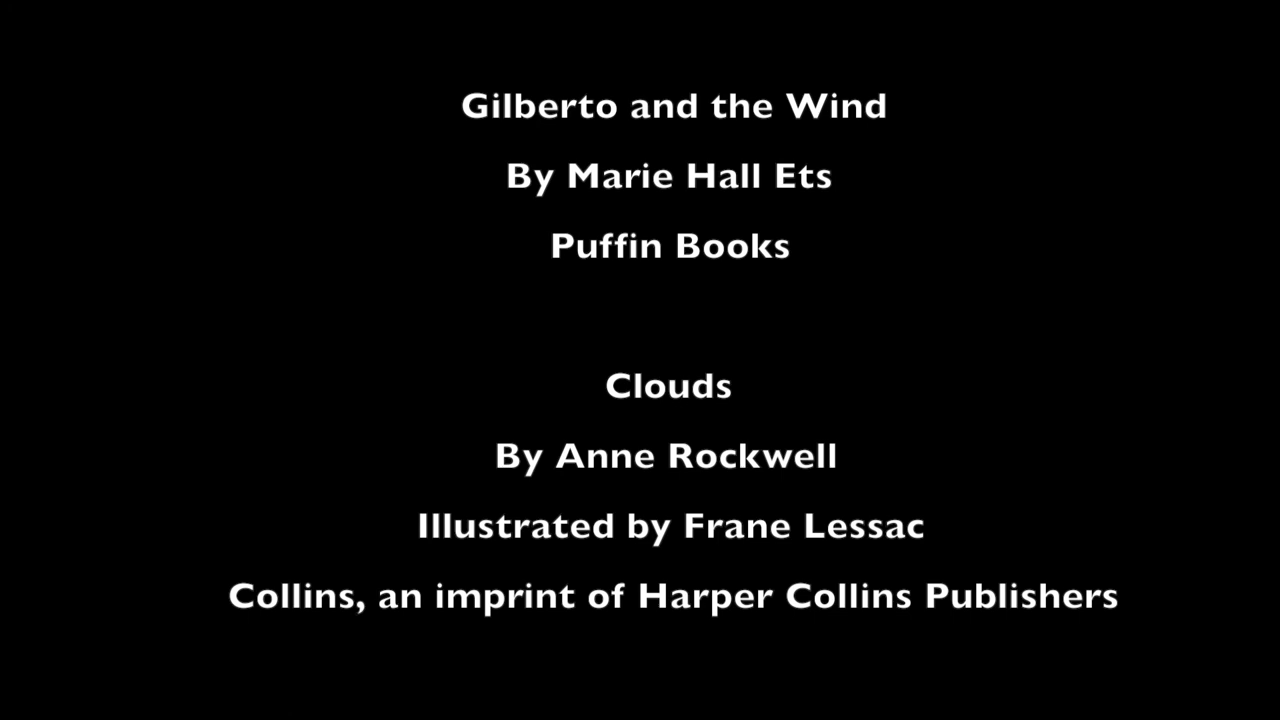 Gilberto and the Wind
By Marie Hall Ets
Puffin Books
Clouds
By Anne Rockwell
Illustrated by Frane Lessac
Collins, an imprint of Harper Collins Publishers